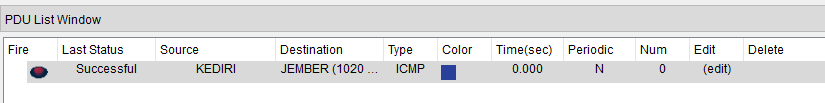 PDU List Window
Fire Last Status Source Destination Type Color Time(sec) Periodic Num Edit Delete
Successful KEDIRI JEMBER (1020 ... ICMP 0.000 N 0 (edit)